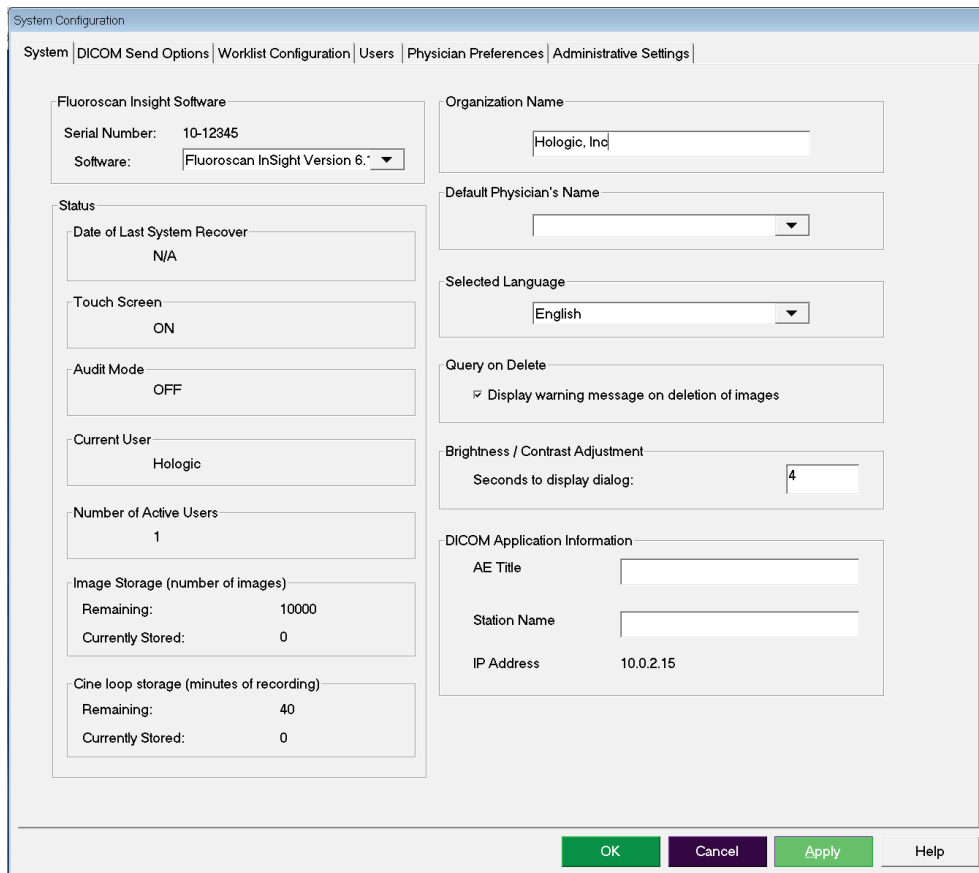 System Configuration
System DICOM Send Options Worklist Configuration Users Physician Preferences Administrative Settings
Fluoroscan Insight Software
Serial Number: 10-12345
Software: Fluoroscan InSight Version 6.1
Status
Date of Last System Recover
N/A
Touch Screen
ON
Audit Mode
OFF
Current User
Hologic
Number of Active Users
1
Image Storage (number of images)
Remaining: 10000
Currently Stored: 0
Cine loop storage (minutes of recording)
Remaining: 40
Currently Stored: 0
Organization Name
Hologic, Inc
Default Physician's Name
Selected Language
English
Query on Delete
Display warning message on deletion of images
Brightness / Contrast Adjustment
Seconds to display dialog: 4
DICOM Application Information
AE Title
Station Name
IP Address 10.0.2.15
OK Cancel Apply Help